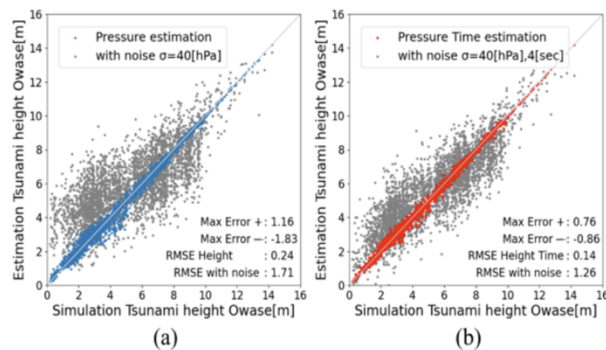 16
14
12
10
8
6
4
2
0
Estimation Tsunami height Owase[m]
Pressure estimation
with noise σ=40[hPa]
Max Error +: 1.16
Max Error −: -1.83
RMSE Height : 0.24
RMSE with noise : 1.71
0 2 4 6 8 10 12 14 16
Simulation Tsunami height Owase[m]
(a)
16
14
12
10
8
6
4
2
0
Estimation Tsunami height Owase[m]
Pressure Time estimation
with noise σ=40[hPa],4[sec]
Max Error +: 0.76
Max Error −: -0.86
RMSE Height Time : 0.14
RMSE with noise : 1.26
0 2 4 6 8 10 12 14 16
Simulation Tsunami height Owase[m]
(b)